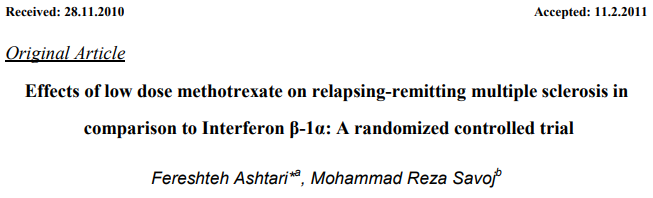 Received: 28.11.2010 Accepted: 11.2.2011
Original Article
Effects of low dose methotrexate on relapsing-remitting multiple sclerosis in
comparison to Interferon β-1α: A randomized controlled trial
Fereshteh Ashtari*a, Mohammad Reza Savojb